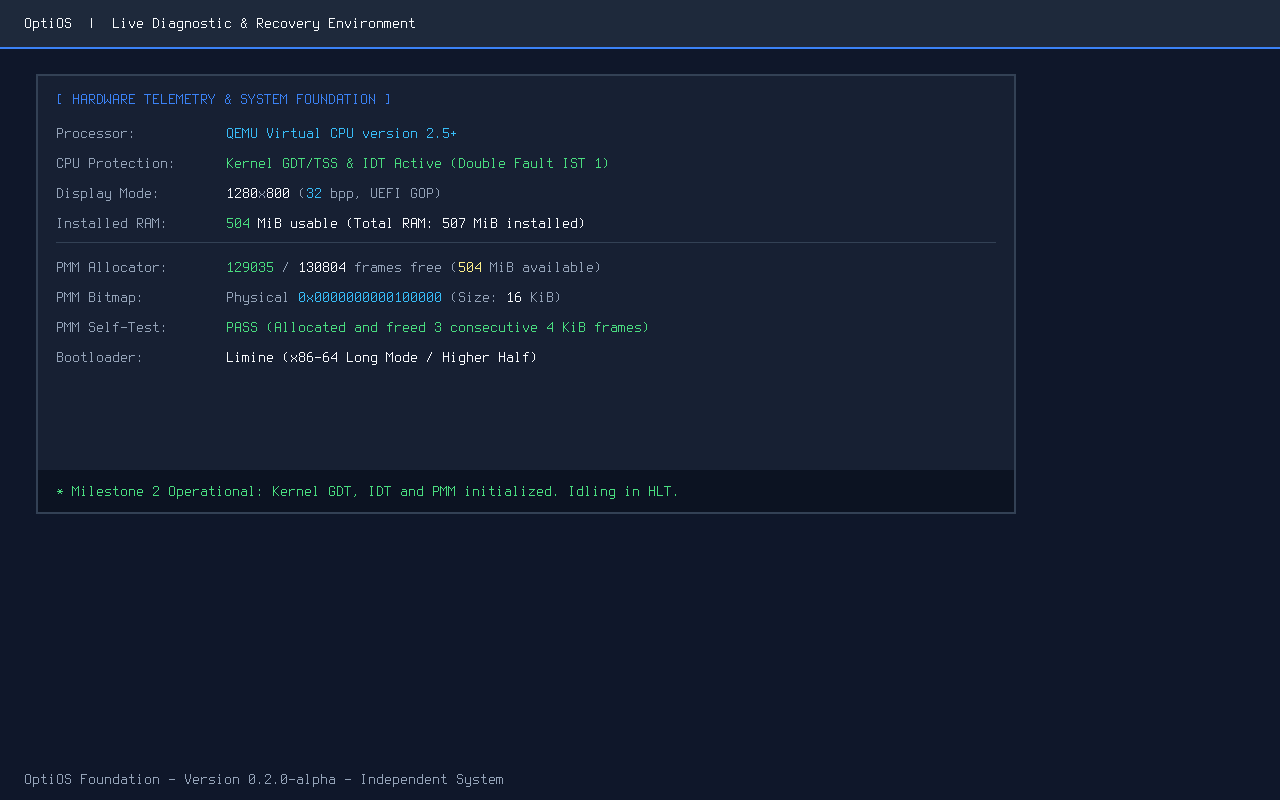 OptiOS | Live Diagnostic & Recovery Environment
[ HARDWARE TELEMETRY & SYSTEM FOUNDATION ]
Processor: QEMU Virtual CPU version 2.5+
CPU Protection: Kernel GDT/TSS & IDT Active (Double Fault IST 1)
Display Mode: 1280x800 (32 bpp, UEFI GOP)
Installed RAM: 504 MiB usable (Total RAM: 507 MiB installed)
PMM Allocator: 129035 / 130804 frames free (504 MiB available)
PMM Bitmap: Physical 0x0000000000100000 (Size: 16 KiB)
PMM Self-Test: PASS (Allocated and freed 3 consecutive 4 KiB frames)
Bootloader: Limine (x86-64 Long Mode / Higher Half)
* Milestone 2 Operational: Kernel GDT, IDT and PMM initialized. Idling in HLT.
OptiOS Foundation - Version 0.2.0-alpha - Independent System